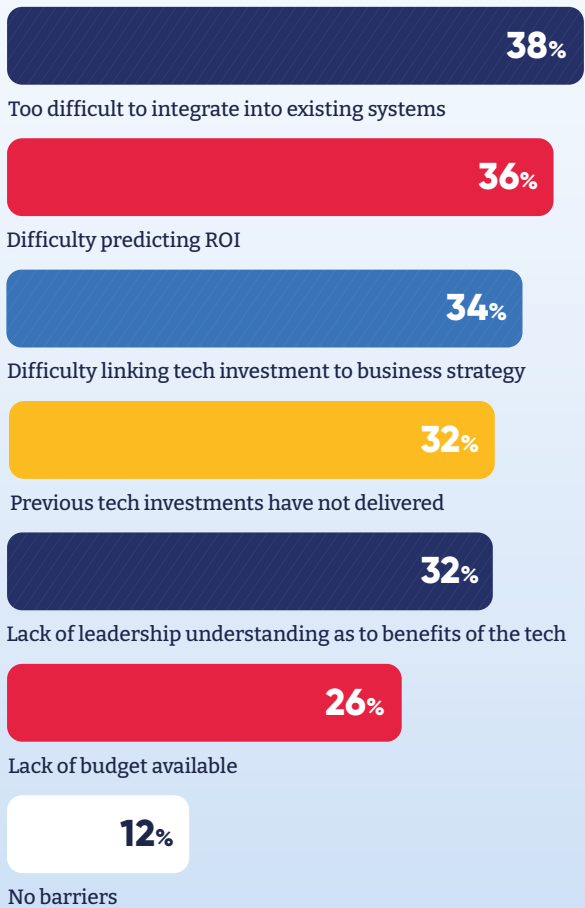 38%
Too difficult to integrate into existing systems
36%
Difficulty predicting ROI
34%
Difficulty linking tech investment to business strategy
32%
Previous tech investments have not delivered
32%
Lack of leadership understanding as to benefits of the tech
26%
Lack of budget available
12%
No barriers